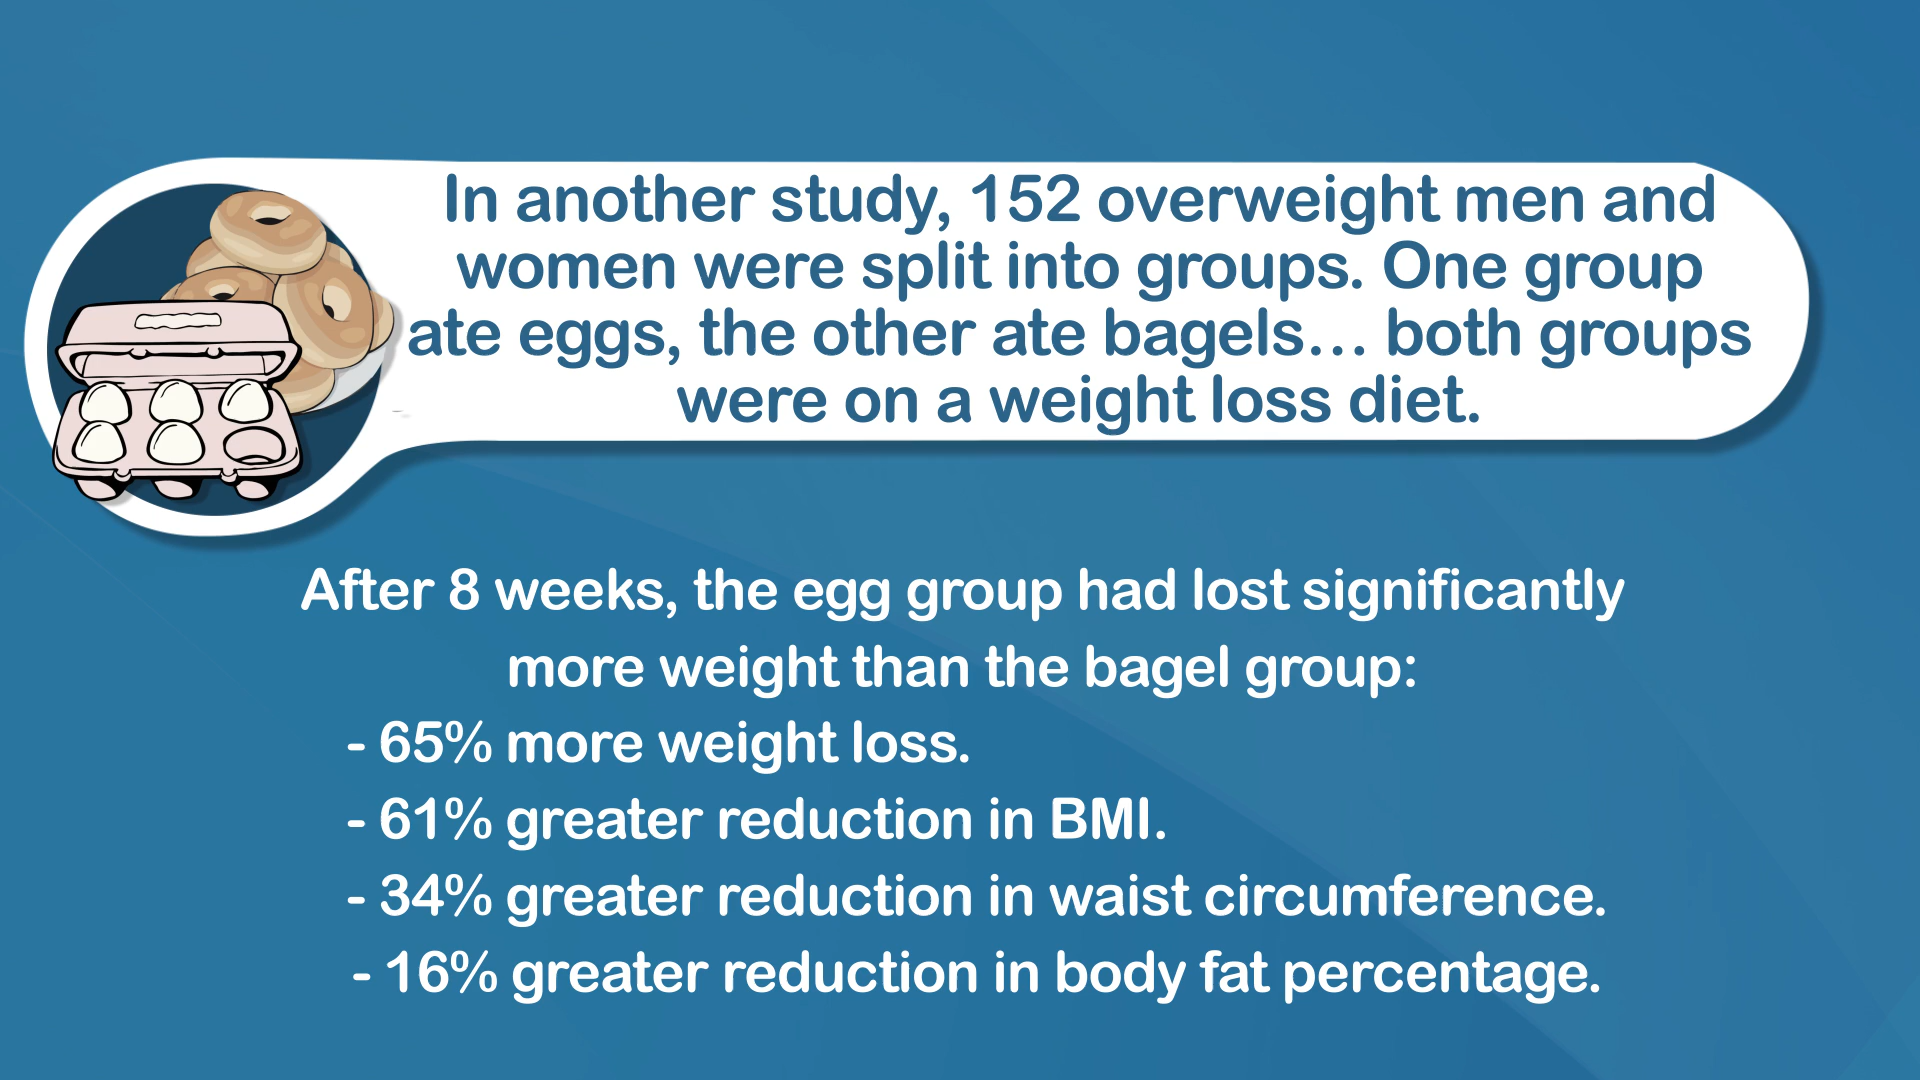 In another study, 152 overweight men and
women were split into groups. One group
ate eggs, the other ate bagels... both groups
were on a weight loss diet.
After 8 weeks, the egg group had lost significantly
more weight than the bagel group:
- 65% more weight loss.
- 61% greater reduction in BMI.
- 34% greater reduction in waist circumference.
- 16% greater reduction in body fat percentage.